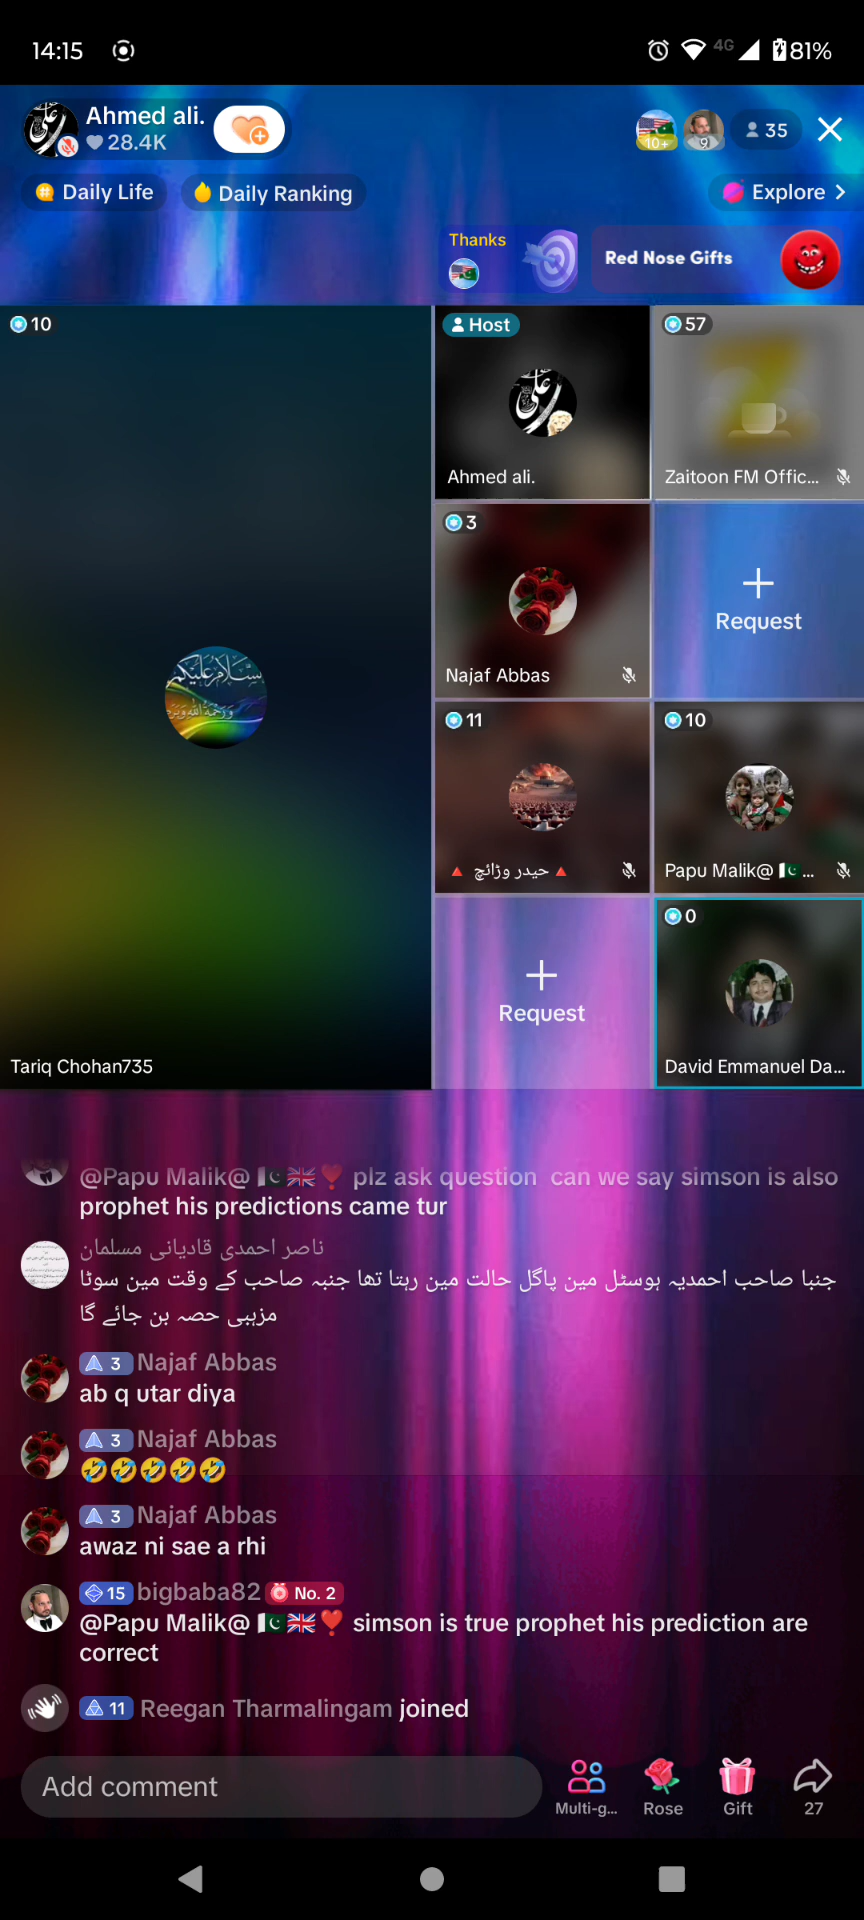 14:15
4G
81%
Ahmed ali.
28.4K
10+
9
35
Daily Life
Daily Ranking
Explore
Thanks
Red Nose Gifts
10
Host
57
Ahmed ali.
Zaitoon FM Offic...
3
Request
Najaf Abbas
11
10
🔺 حیدر وڑائچ 🔺
Papu Malik@ 🇵🇰...
Request
0
Tariq Chohan735
David Emmanuel Da...
@Papu Malik@ 🇵🇰🇬🇧❣️ plz ask question can we say simson is also
prophet his predictions came tur
ناصر احمدی قادیانی مسلمان
جنبا صاحب احمدیہ ہوسٹل مین پاگل حالت مین رہتا تھا جنبہ صاحب کے وقت مین سوٹا
مزہبی حصہ بن جائے گا
3 Najaf Abbas
ab q utar diya
3 Najaf Abbas
🤣🤣🤣🤣🤣
3 Najaf Abbas
awaz ni sae a rhi
15 bigbaba82 No. 2
@Papu Malik@ 🇵🇰🇬🇧❣️ simson is true prophet his prediction are
correct
11 Reegan Tharmalingam joined
Add comment
Multi-g...
Rose
Gift
27